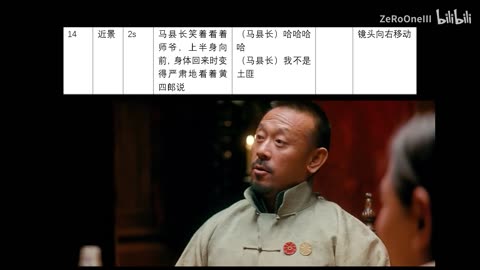 ZeRoOneIII bilibili
14 近景 2s 马县长笑着看着 （马县长）哈哈哈 镜头向右移动
师爷，上半身向 哈
前，身体回来时变 （马县长）我不是
得严肃地看着黄 土匪
四郎说